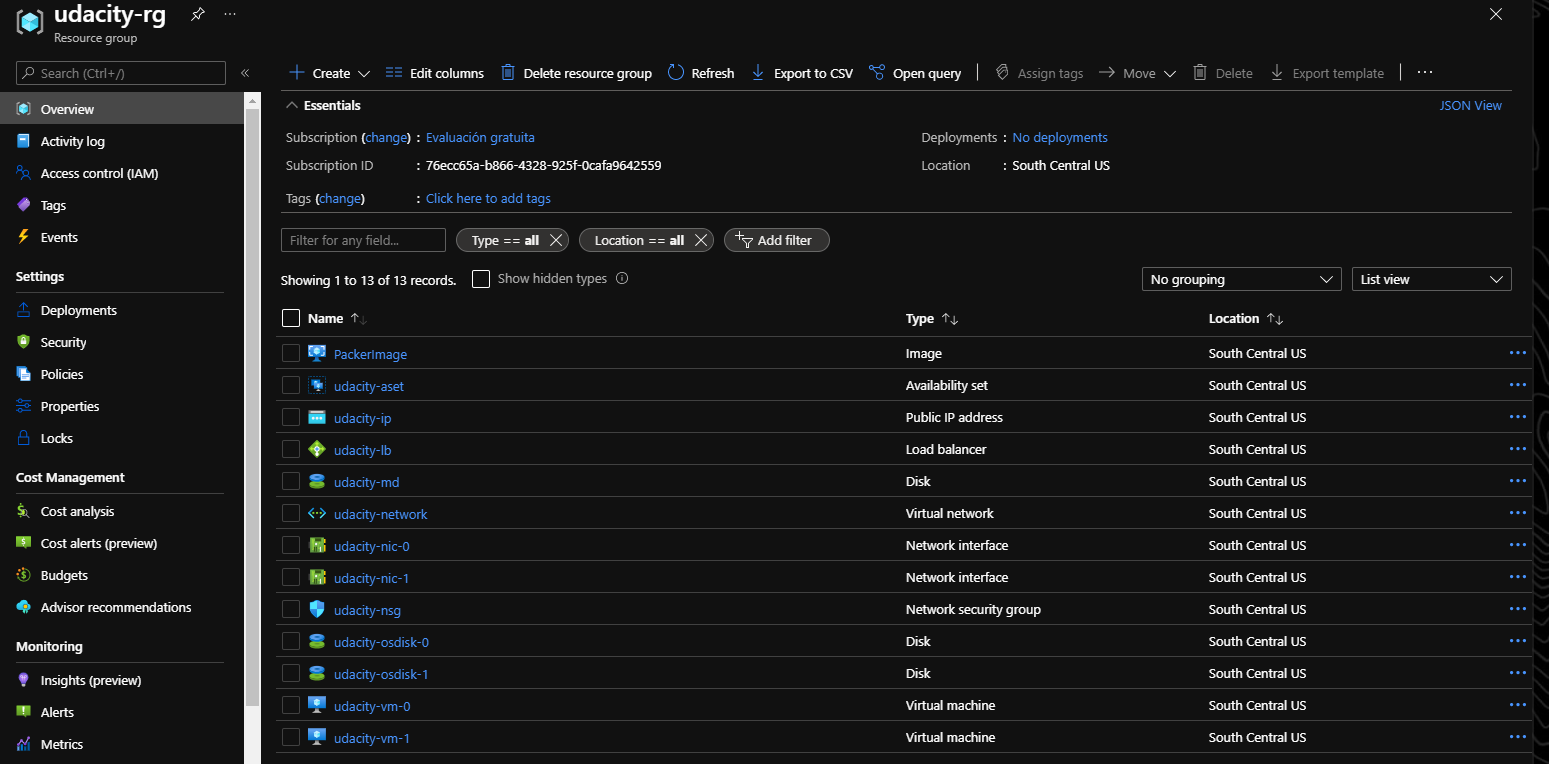 udacity-rg
Resource group
Search (Ctrl+/)
Overview
Activity log
Access control (IAM)
Tags
Events
Settings
Deployments
Security
Policies
Properties
Locks
Cost Management
Cost analysis
Cost alerts (preview)
Budgets
Advisor recommendations
Monitoring
Insights (preview)
Alerts
Metrics
Create Edit columns Delete resource group Refresh Export to CSV Open query Assign tags Move Delete Export template
Essentials JSON View
Subscription (change) : Evaluación gratuita Deployments : No deployments
Subscription ID : 76ecc65a-b866-4328-925f-0cafa9642559 Location : South Central US
Tags (change) : Click here to add tags
Filter for any field... Type == all Location == all Add filter
Showing 1 to 13 of 13 records. Show hidden types No grouping List view
Name Type Location
PackerImage Image South Central US
udacity-aset Availability set South Central US
udacity-ip Public IP address South Central US
udacity-lb Load balancer South Central US
udacity-md Disk South Central US
udacity-network Virtual network South Central US
udacity-nic-0 Network interface South Central US
udacity-nic-1 Network interface South Central US
udacity-nsg Network security group South Central US
udacity-osdisk-0 Disk South Central US
udacity-osdisk-1 Disk South Central US
udacity-vm-0 Virtual machine South Central US
udacity-vm-1 Virtual machine South Central US